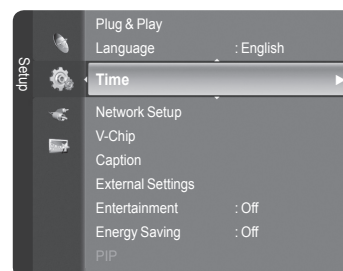 Setup
Plug & Play
Language : English
Time
Network Setup
V-Chip
Caption
External Settings
Entertainment : Off
Energy Saving : Off
PIP